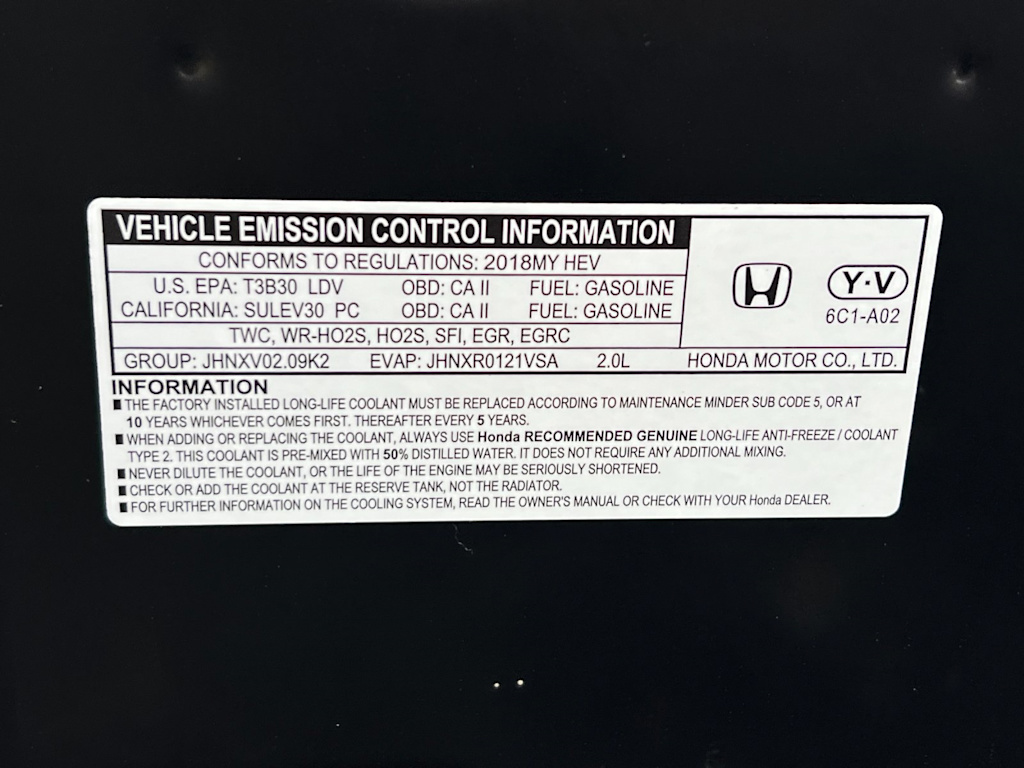 VEHICLE EMISSION CONTROL INFORMATION
CONFORMS TO REGULATIONS: 2018MY HEV
U.S. EPA: T3B30 LDV OBD: CA II FUEL: GASOLINE
CALIFORNIA: SULEV30 PC OBD: CA II FUEL: GASOLINE
TWC, WR-HO2S, HO2S, SFI, EGR, EGRC
Y·V
6C1-A02
GROUP: JHNXV02.09K2 EVAP: JHNXR0121VSA 2.0L HONDA MOTOR CO., LTD.
INFORMATION
■ THE FACTORY INSTALLED LONG-LIFE COOLANT MUST BE REPLACED ACCORDING TO MAINTENANCE MINDER SUB CODE 5, OR AT
10 YEARS WHICHEVER COMES FIRST. THEREAFTER EVERY 5 YEARS.
■ WHEN ADDING OR REPLACING THE COOLANT, ALWAYS USE Honda RECOMMENDED GENUINE LONG-LIFE ANTI-FREEZE / COOLANT
TYPE 2. THIS COOLANT IS PRE-MIXED WITH 50% DISTILLED WATER. IT DOES NOT REQUIRE ANY ADDITIONAL MIXING.
■ NEVER DILUTE THE COOLANT, OR THE LIFE OF THE ENGINE MAY BE SERIOUSLY SHORTENED.
■ CHECK OR ADD THE COOLANT AT THE RESERVE TANK, NOT THE RADIATOR.
■ FOR FURTHER INFORMATION ON THE COOLING SYSTEM, READ THE OWNER'S MANUAL OR CHECK WITH YOUR Honda DEALER.